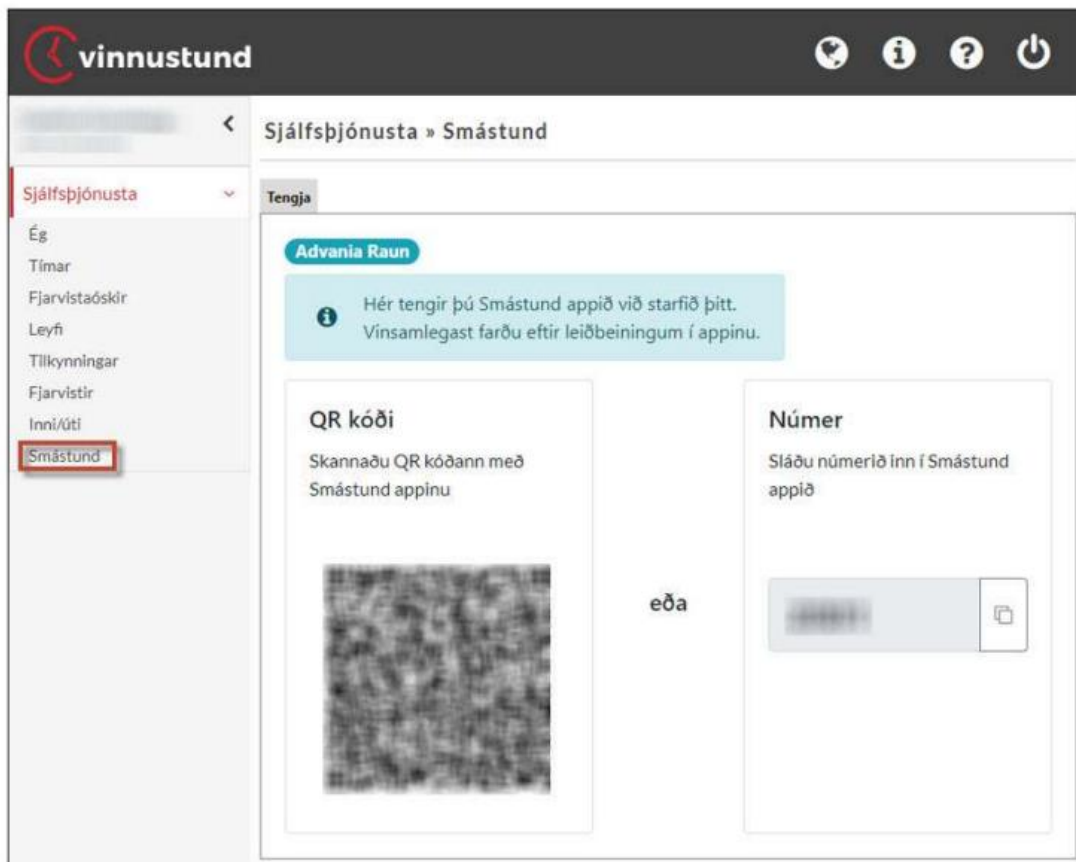 vinnustund
Sjálfsþjónusta » Smástund
Sjálfsþjónusta
Ég
Tímar
Fjarvistaóskir
Leyfi
Tilkynningar
Fjarvistir
Inni/úti
Smástund
Tengja
Advania Raun
Hér tengir þú Smástund appið við starfið þitt.
Vinsamlegast farðu eftir leiðbeiningum í appinu.
QR kóði
Skannaðu QR kóðann með
Smástund appinu
eða
Númer
Sláðu númerið inn í Smástund
appið